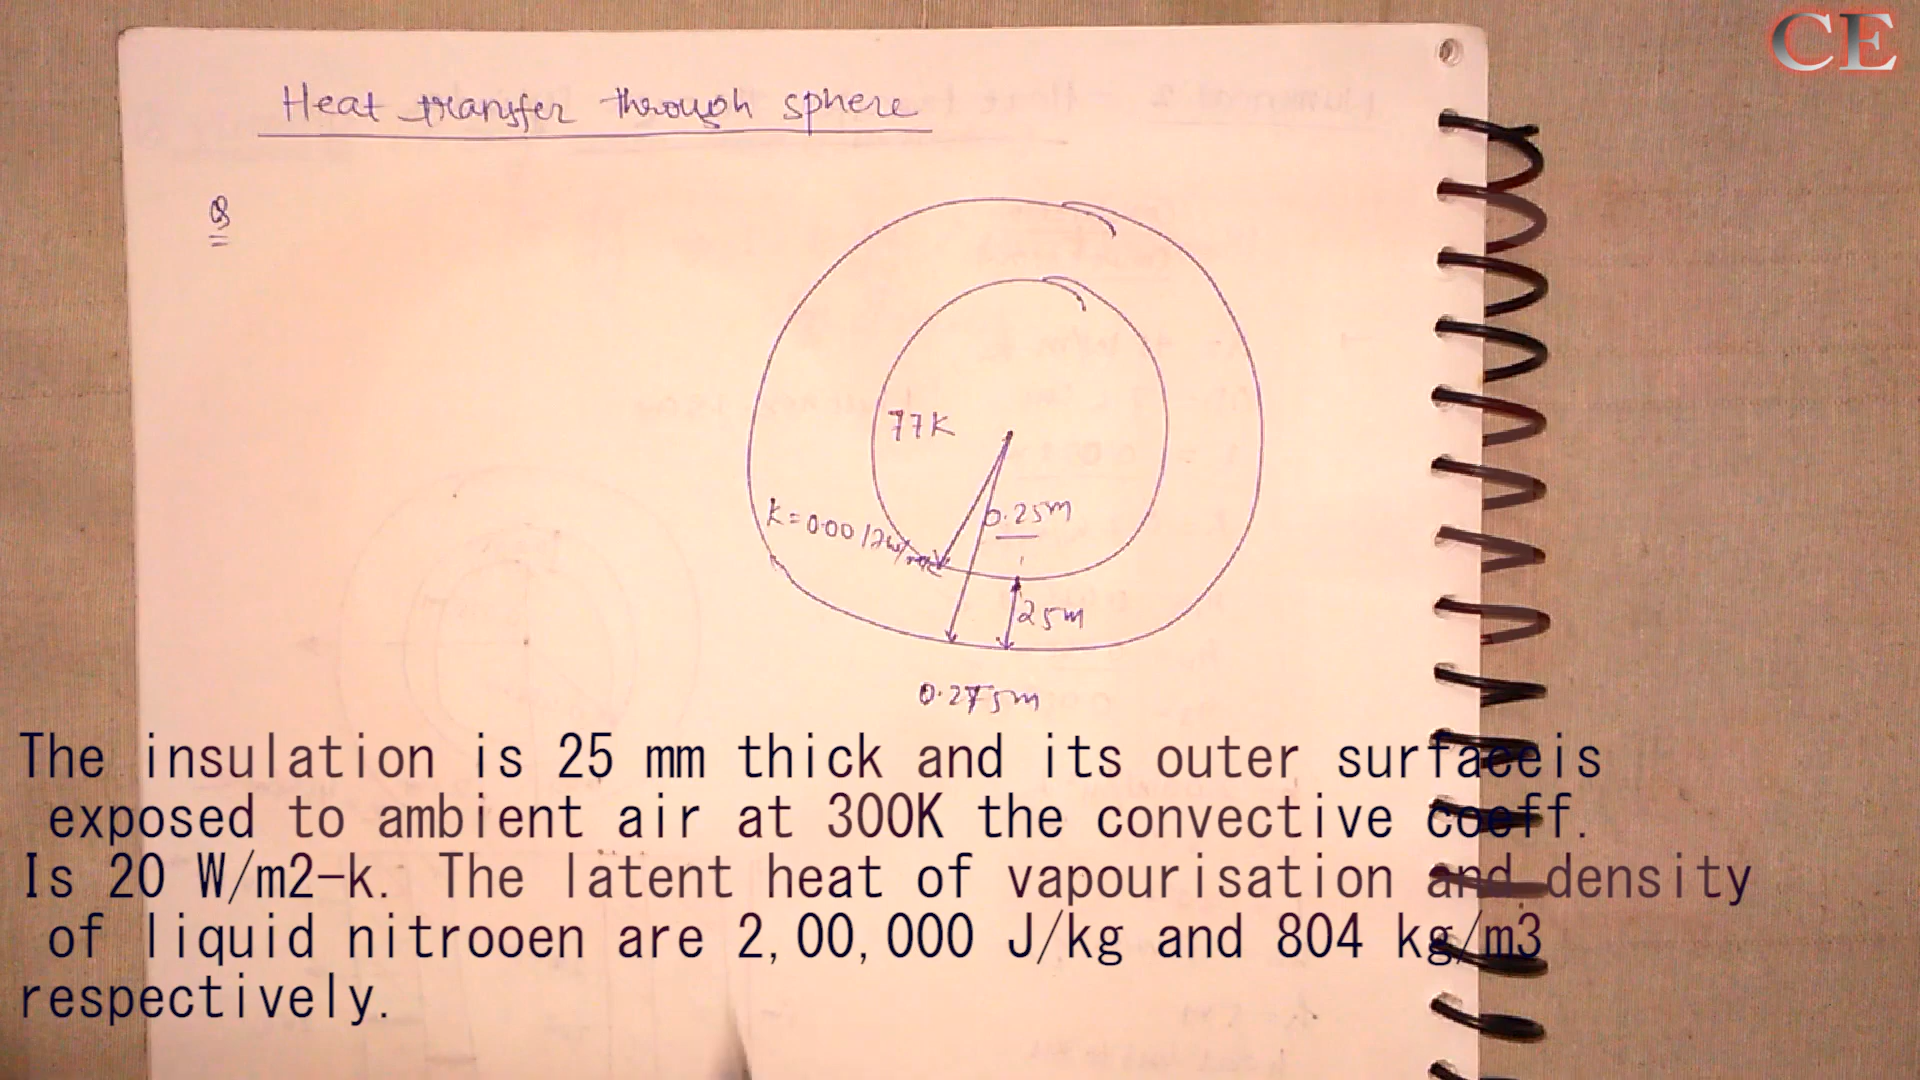 CE
Heat transfer through sphere
Q
77K
0.25m
K=0.0017W/mk
25m
0.275m
The insulation is 25 mm thick and its outer surfaceis
exposed to ambient air at 300K the convective coeff.
Is 20 W/m2-k. The latent heat of vapourisation and density
of liquid nitrooen are 2,00,000 J/kg and 804 kg/m3
respectively.